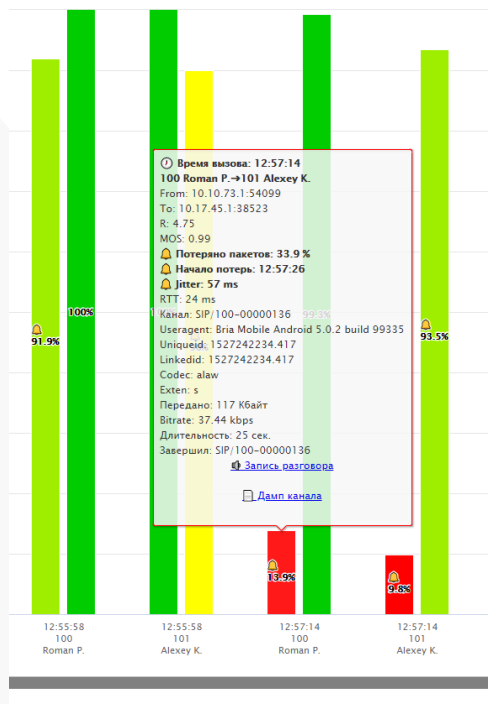 Время вызова: 12:57:14
100 Roman P.➔101 Alexey K.
From: 10.10.73.1:54099
To: 10.17.45.1:38523
R: 4.75
MOS: 0.99
Потеряно пакетов: 33.9 %
Начало потерь: 12:57:26
Jitter: 57 ms
RTT: 24 ms
Канал: SIP/100-00000136
Useragent: Bria Mobile Android 5.0.2 build 99335
Uniqueid: 1527242234.417
Linkedid: 1527242234.417
Codec: alaw
Exten: s
Передано: 117 Кбайт
Bitrate: 37.44 kbps
Длительность: 25 сек.
Завершил: SIP/100-00000136
Запись разговора
Дамп канала
91.9%
100%
99.3%
93.5%
13.9%
9.8%
12:55:58
100
Roman P.
12:55:58
101
Alexey K.
12:57:14
100
Roman P.
12:57:14
101
Alexey K.